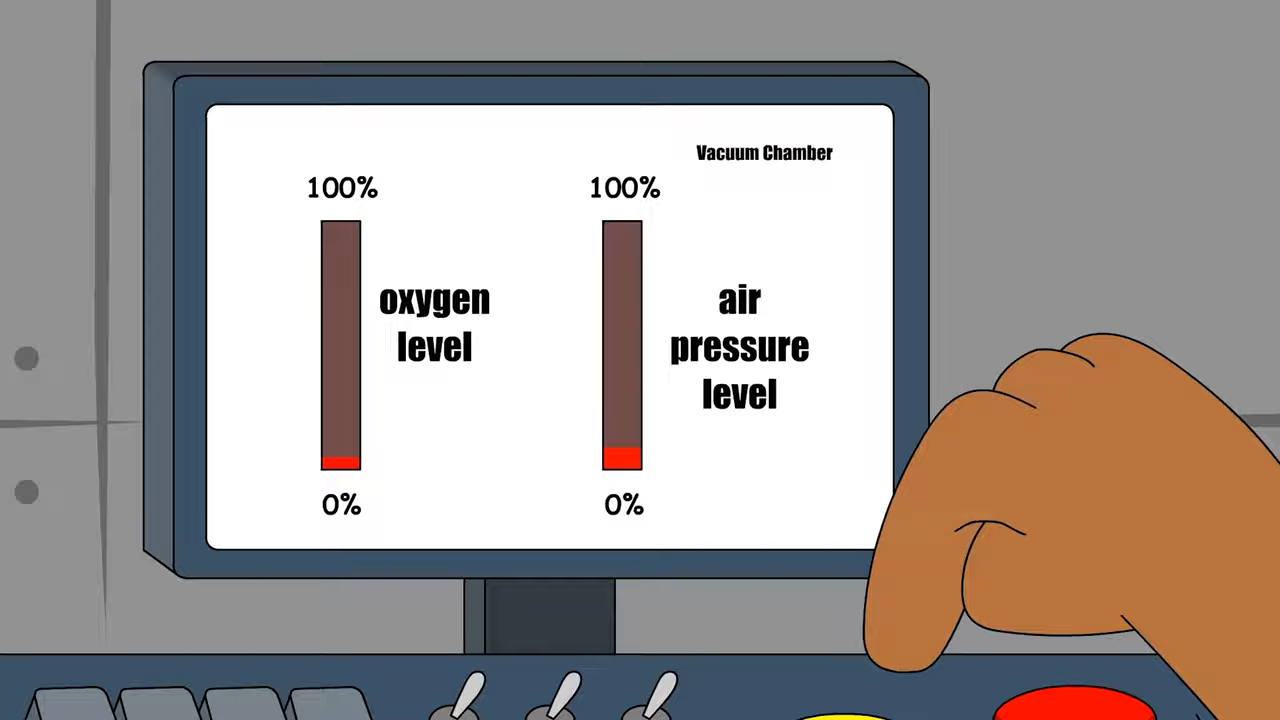 Vacuum Chamber
100%
100%
oxygen
level
air
pressure
level
0%
0%